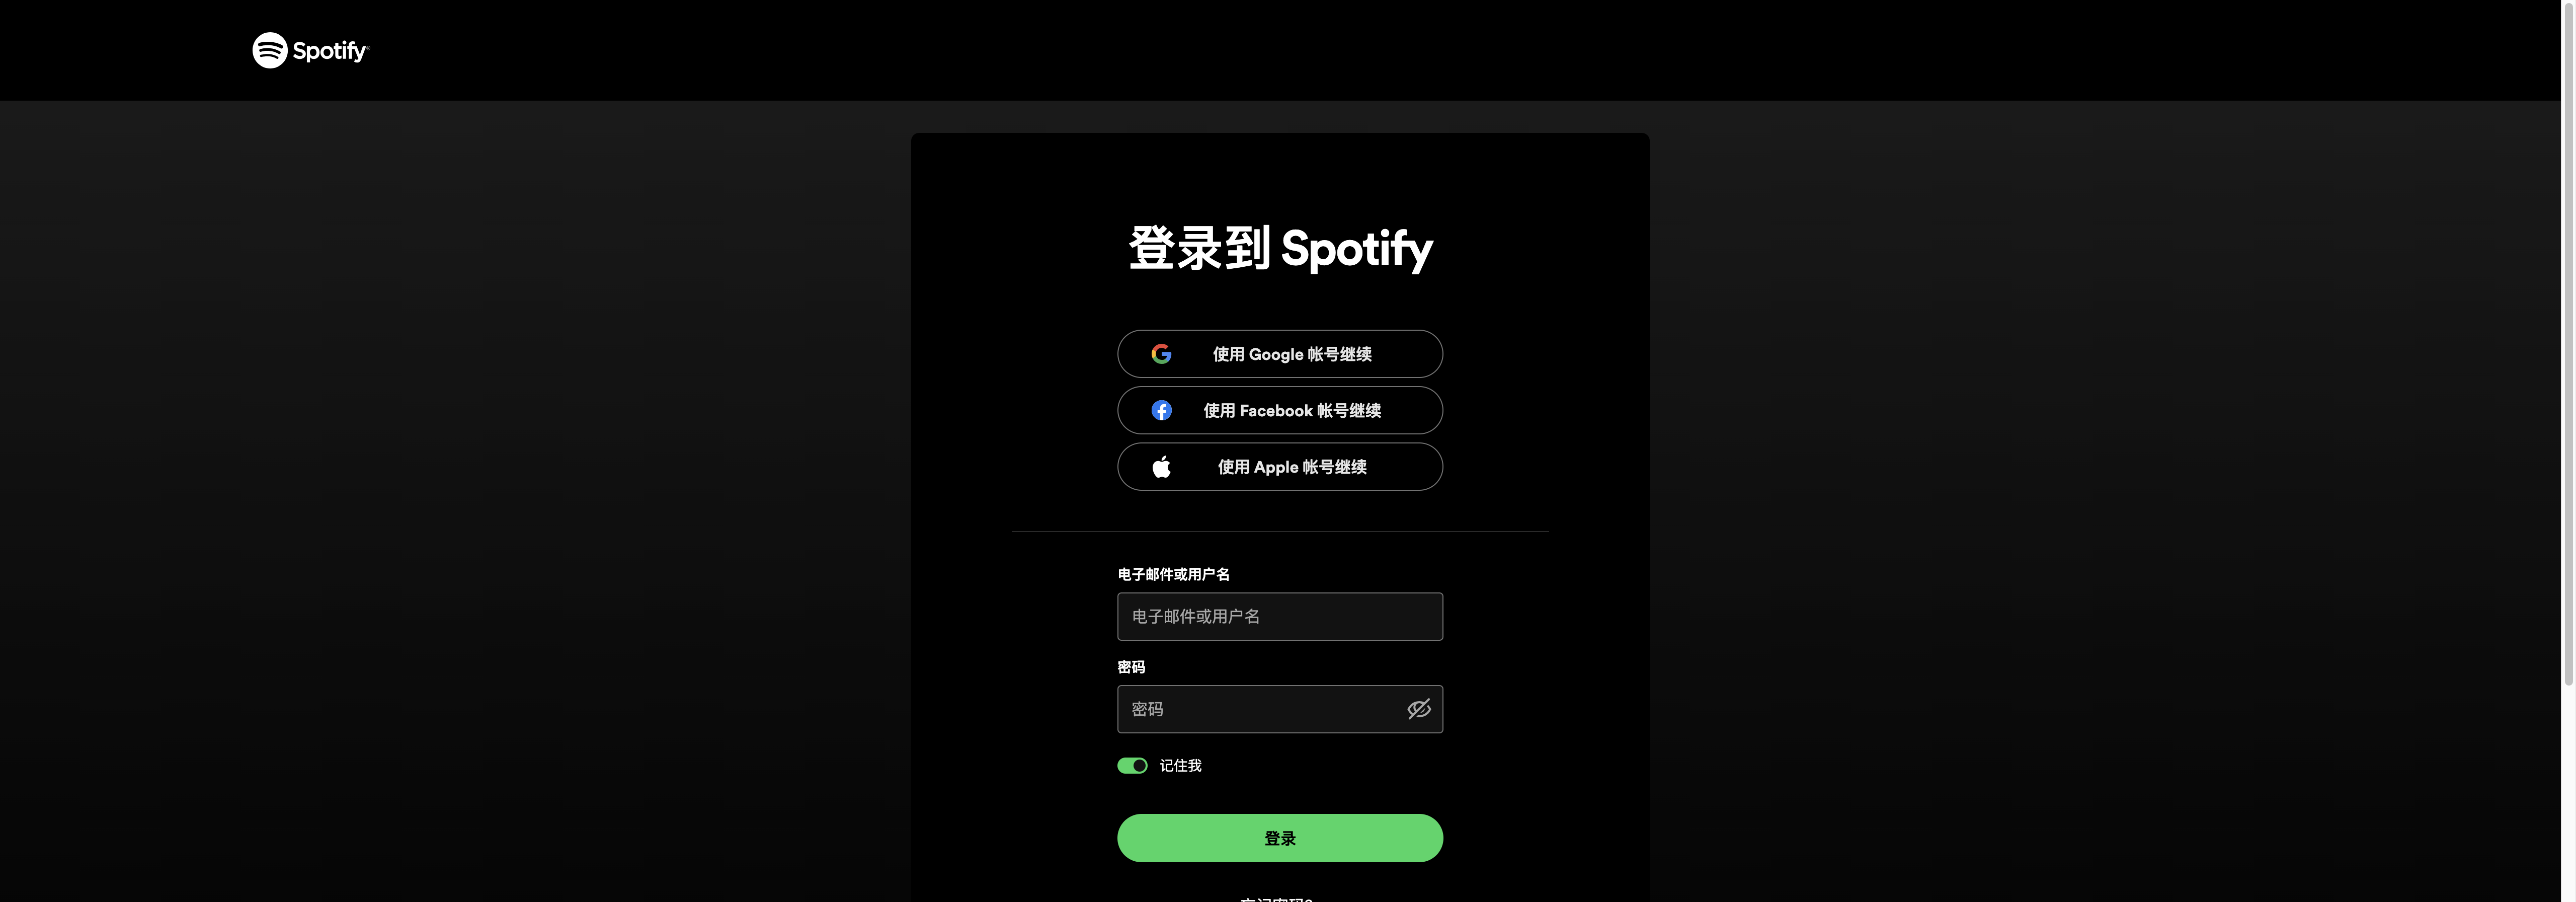 Spotify
登录到 Spotify
使用 Google 帐号继续
使用 Facebook 帐号继续
使用 Apple 帐号继续
电子邮件或用户名
电子邮件或用户名
密码
密码
记住我
登录